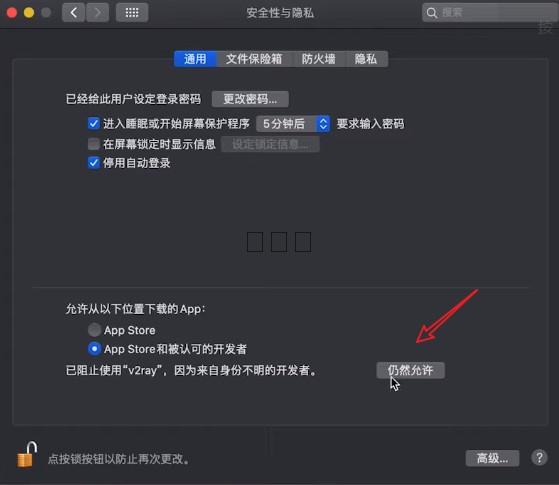 安全性与隐私
搜索
按
通用 文件保险箱 防火墙 隐私
已经给此用户设定登录密码 更改密码...
进入睡眠或开始屏幕保护程序 5分钟后 要求输入密码
在屏幕锁定时显示信息 设定锁定信息...
停用自动登录
允许从以下位置下载的App：
App Store
App Store和被认可的开发者
已阻止使用“v2ray”，因为来自身份不明的开发者。 仍然允许
点按锁按钮以防止再次更改。 高级... ?